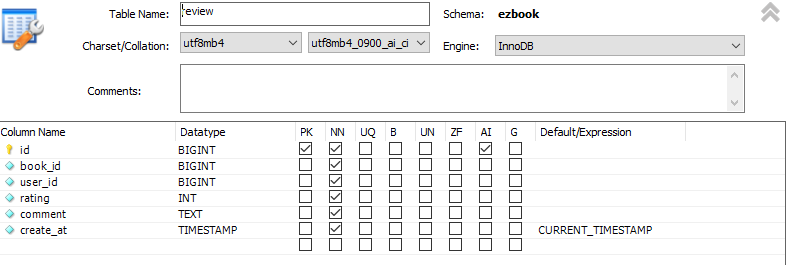 Table Name: review Schema: ezbook
Charset/Collation: utf8mb4 utf8mb4_0900_ai_ci Engine: InnoDB
Comments:
Column Name Datatype PK NN UQ B UN ZF AI G Default/Expression
id BIGINT
book_id BIGINT
user_id BIGINT
rating INT
comment TEXT
create_at TIMESTAMP CURRENT_TIMESTAMP